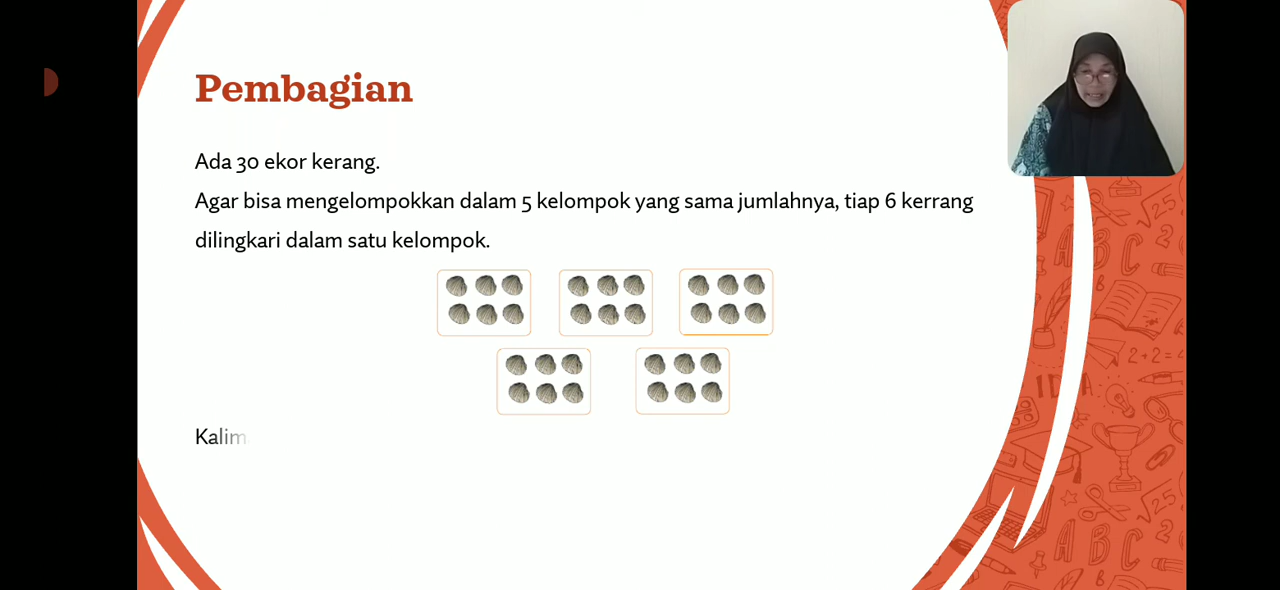 Pembagian
Ada 30 ekor kerang.
Agar bisa mengelompokkan dalam 5 kelompok yang sama jumlahnya, tiap 6 kerrang
dilingkari dalam satu kelompok.
Kalim